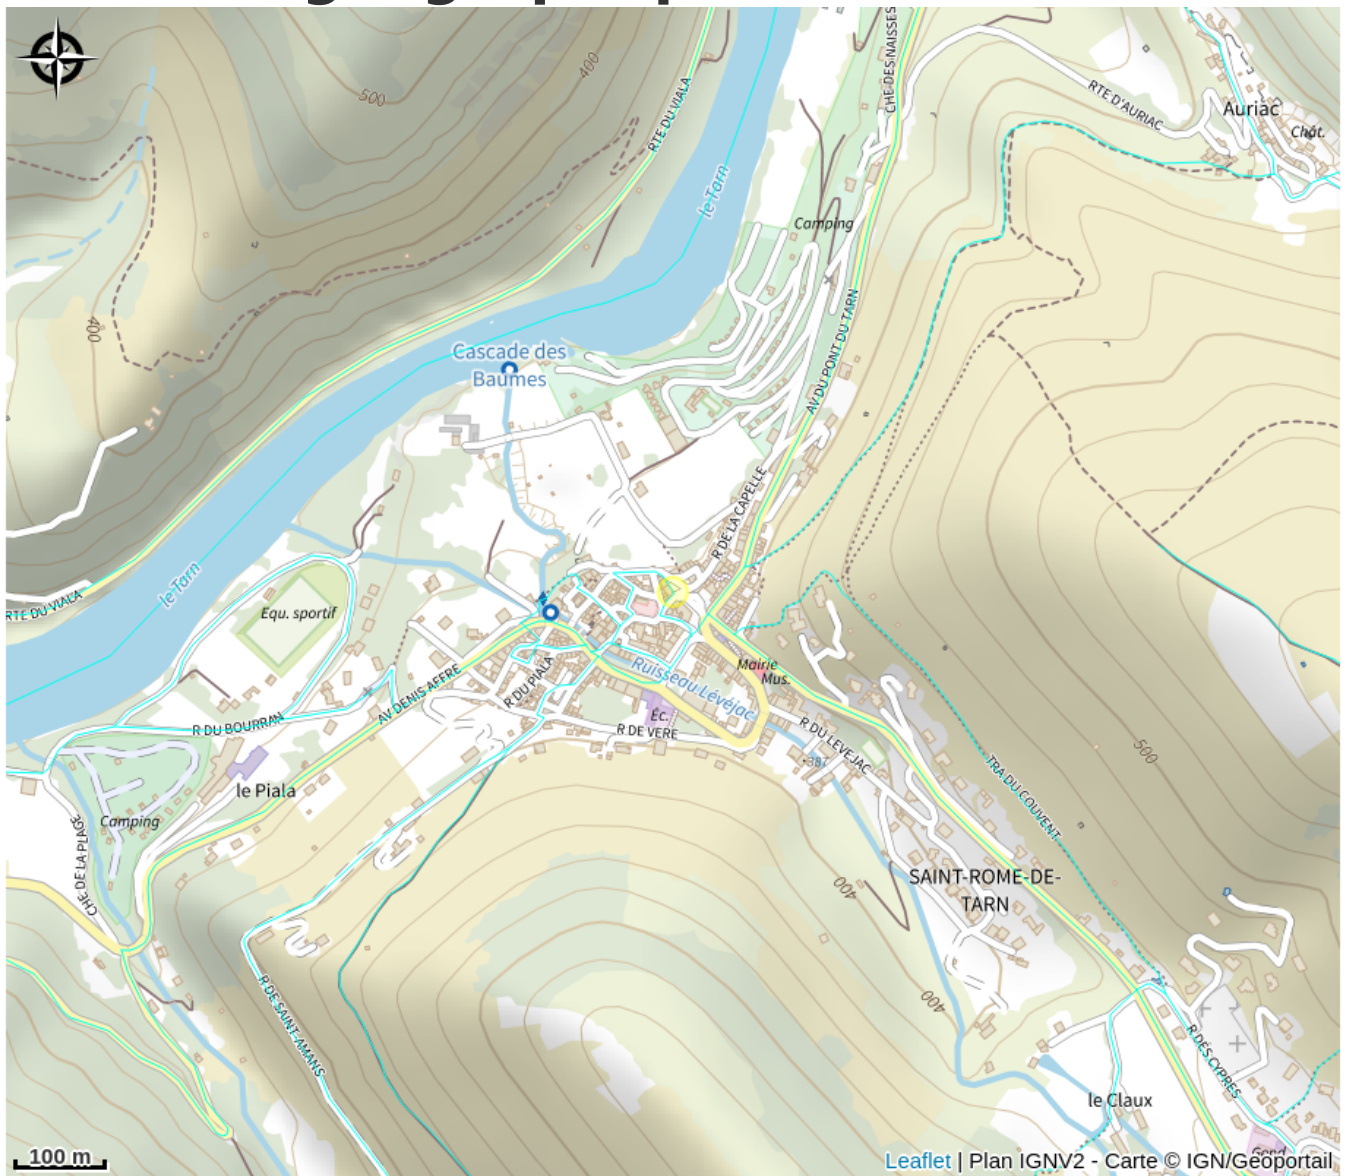 CHE DES NAISSES
400
500
RTE DU VIALA
RTE D'AURIAC
Auriac
Chât.
le Tarn
Camping
400
AV DU PONT DU TARN
Cascade des
Baumes
R DE LA CAPELLE
le Tarn
RTE DU VIALA
Equ. sportif
Mairie
Mus.
Ruisseau Lévéjac
R DU PIALA
AV DENIS AFFRE
Éc.
R DE VERE
R DU BOURRAN
R DU LEVEJAC
387
500
TRA DU COUVENT
le Piala
Camping
CHE DE LA PLAGE
400
SAINT-ROME-DE-
TARN
400
R DE SAINT-AMANS
R DES CYPRES
le Claux
Gend.
100 m
Leaflet | Plan IGNV2 - Carte © IGN/Géoportail